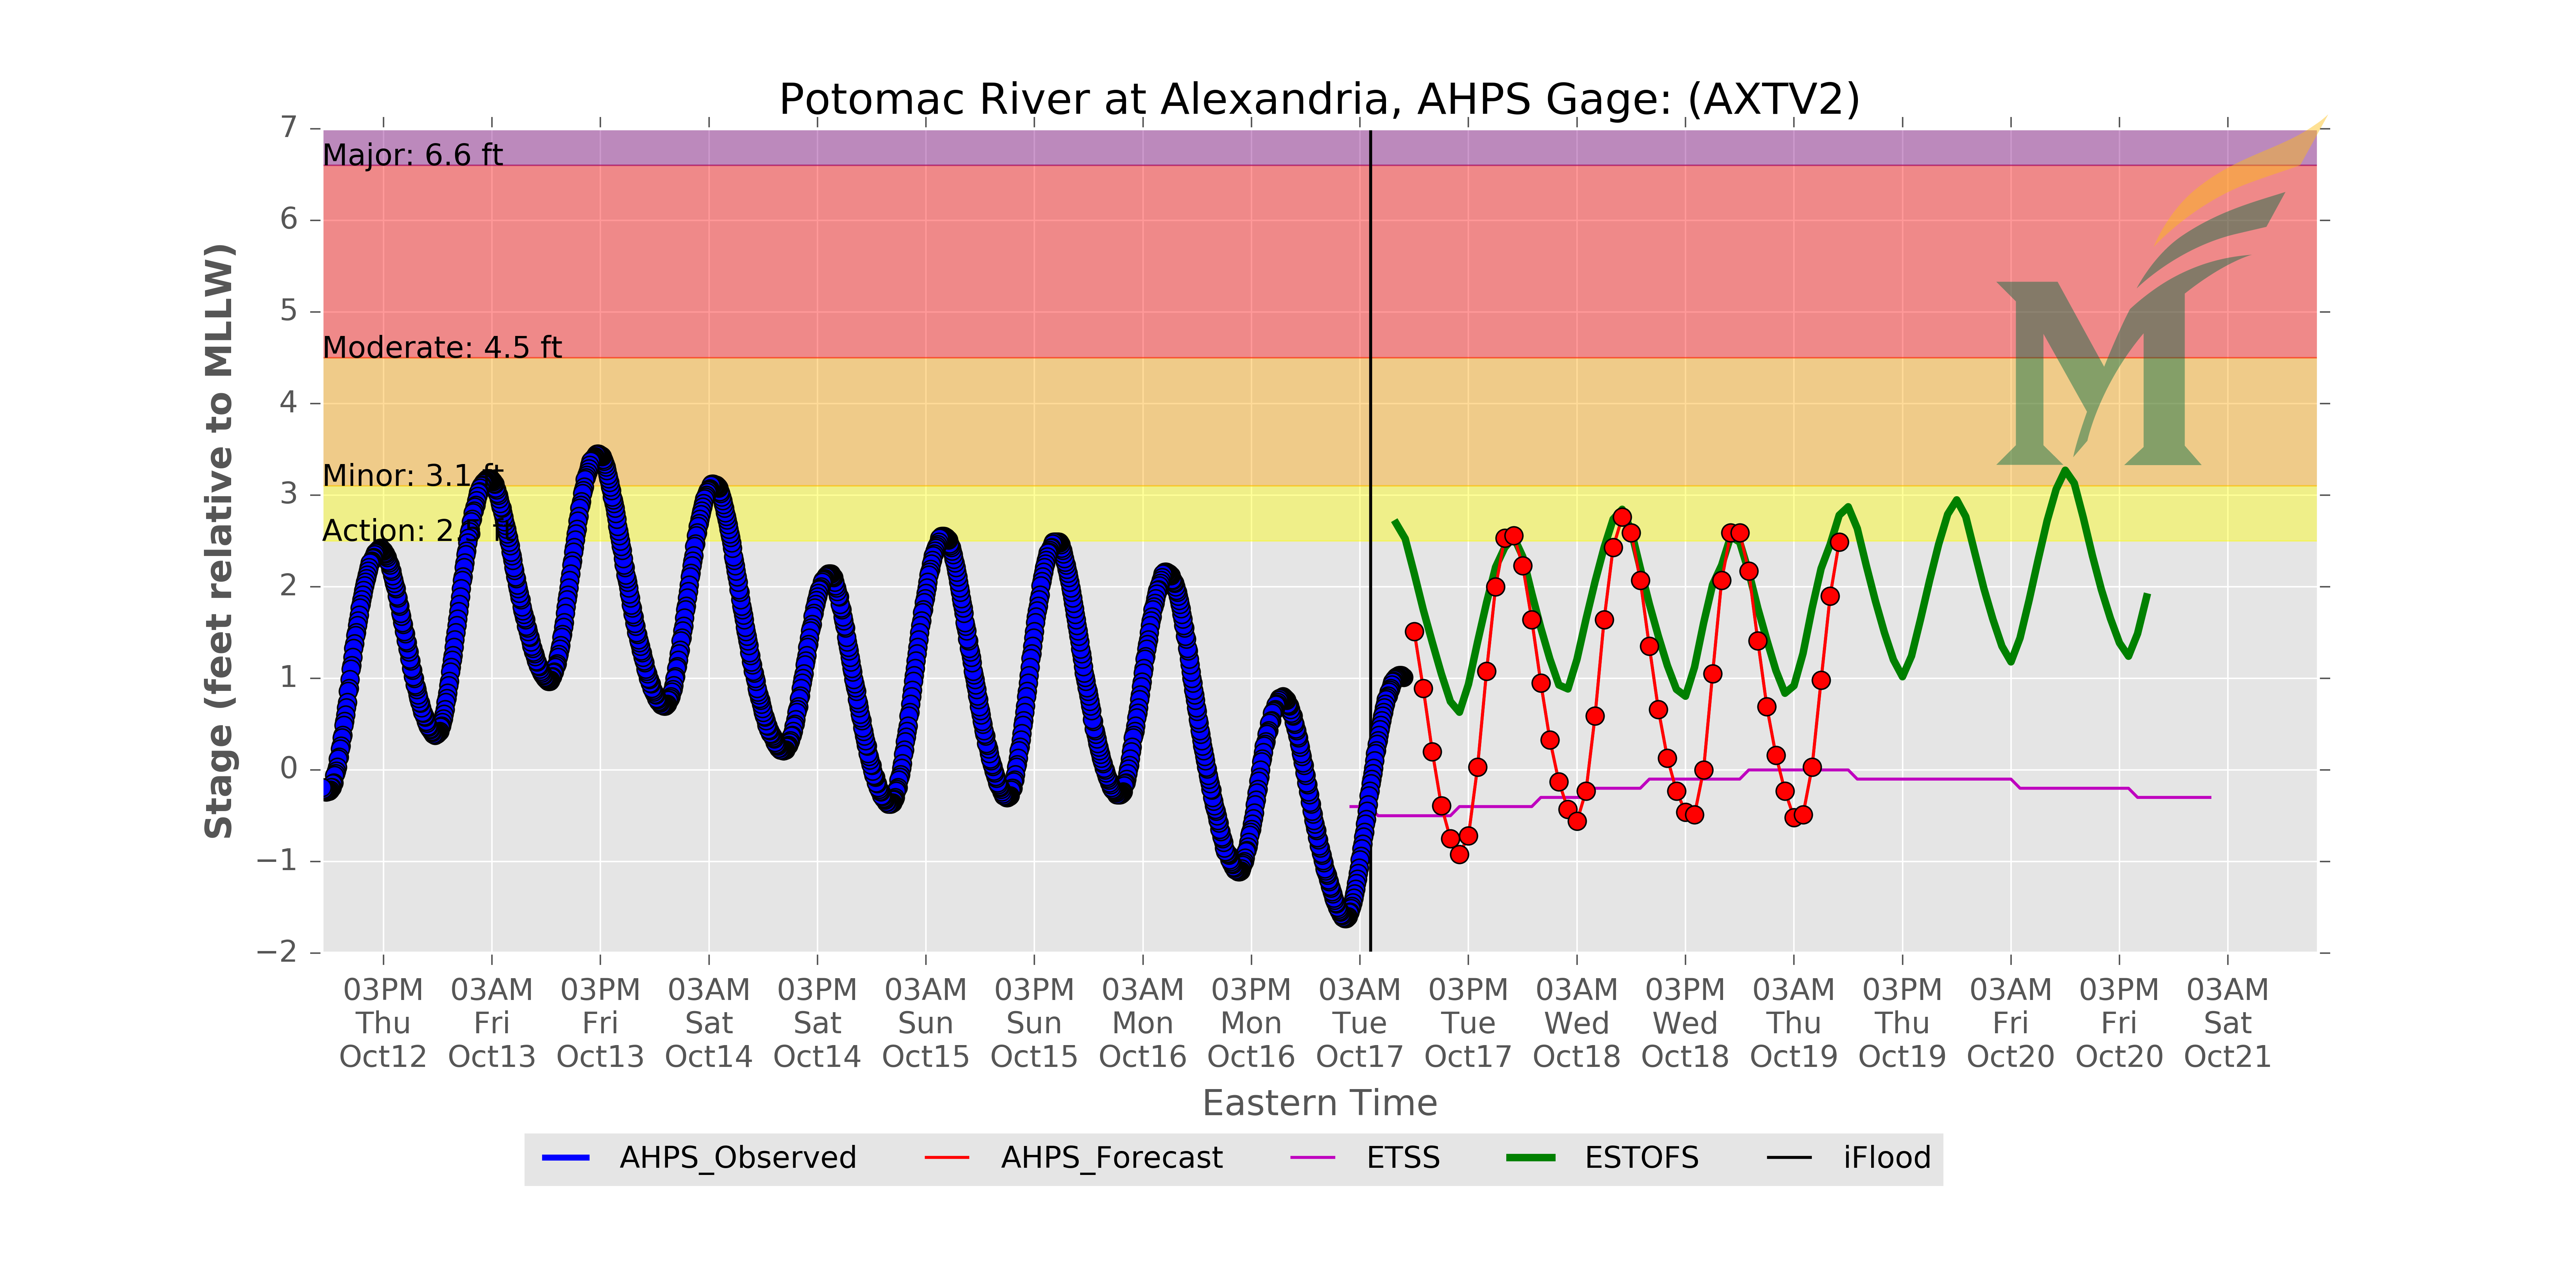 Potomac River at Alexandria, AHPS Gage: (AXTV2)
Stage (feet relative to MLLW)
7
6
5
4
3
2
1
0
−1
−2
Major: 6.6 ft
Moderate: 4.5 ft
Minor: 3.1 ft
Action: 2. ft
03PM 03AM 03PM 03AM 03PM 03AM 03PM 03AM 03PM 03AM 03PM 03AM 03PM 03AM 03PM 03AM 03PM 03AM
Thu Fri Fri Sat Sat Sun Sun Mon Mon Tue Tue Wed Wed Thu Thu Fri Fri Sat
Oct12 Oct13 Oct13 Oct14 Oct14 Oct15 Oct15 Oct16 Oct16 Oct17 Oct17 Oct18 Oct18 Oct19 Oct19 Oct20 Oct20 Oct21
Eastern Time
AHPS_Observed AHPS_Forecast ETSS ESTOFS iFlood